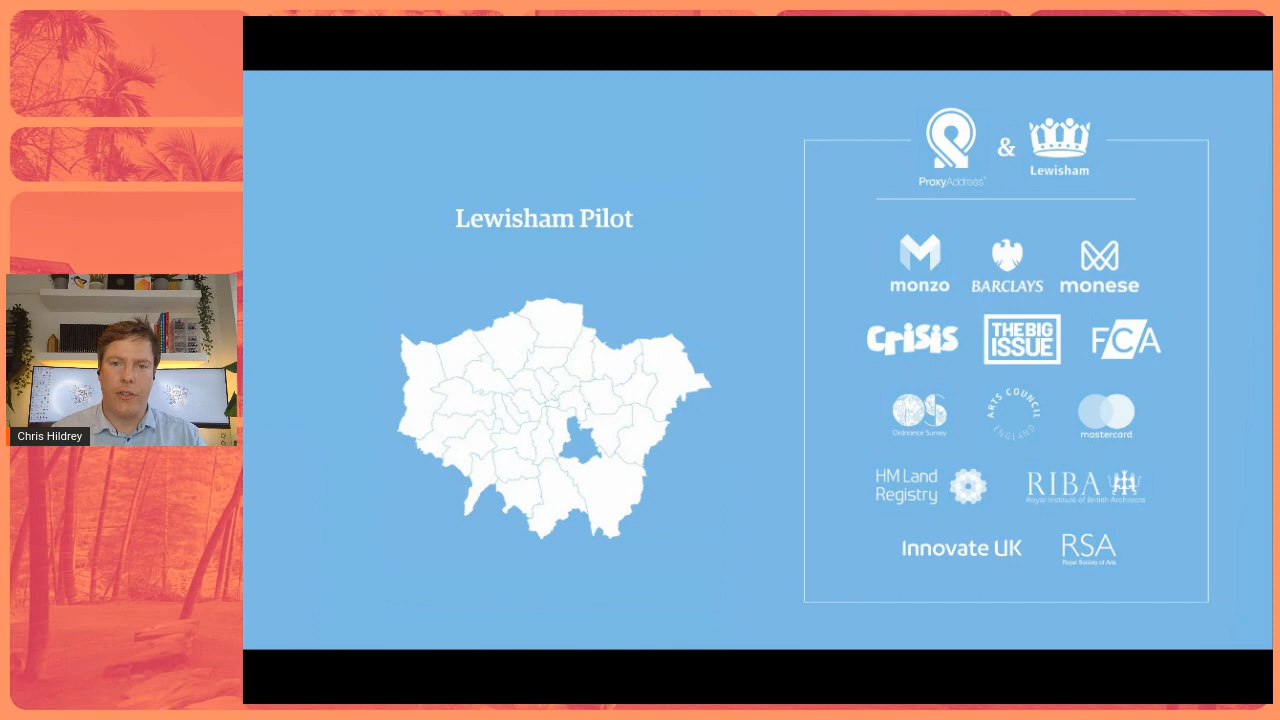 Lewisham Pilot
ProxyAddress
&
Lewisham
monzo
BARCLAYS
monese
CRISIS
THE BIG
ISSUE
FCA
OS
Ordnance Survey
ARTS COUNCIL
ENGLAND
mastercard
HM Land
Registry
RIBA
Royal Institute of British Architects
Innovate UK
RSA
Royal Society of Arts
Chris Hildrey